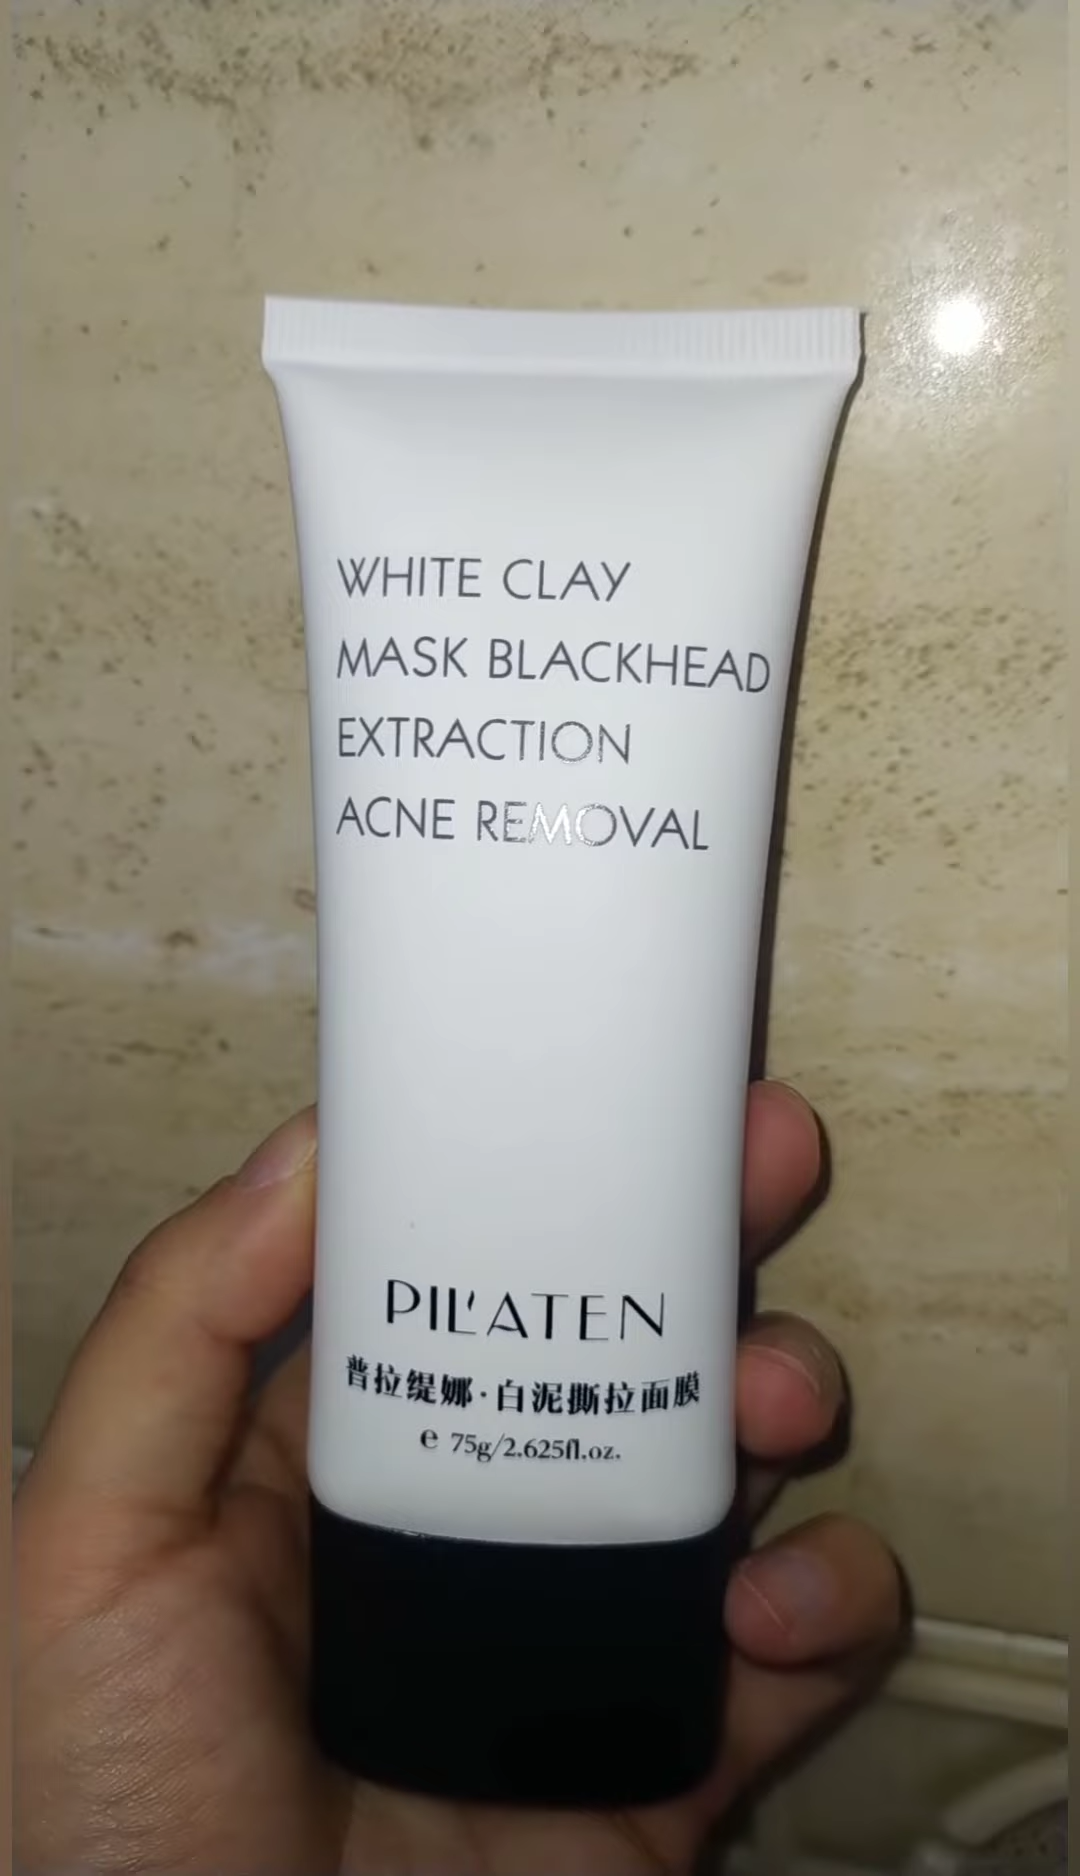 WHITE CLAY
MASK BLACKHEAD
EXTRACTION
ACNE REMOVAL
PIL'ATEN
普拉缇娜·白泥撕拉面膜
e 75g/2.625fl.oz.